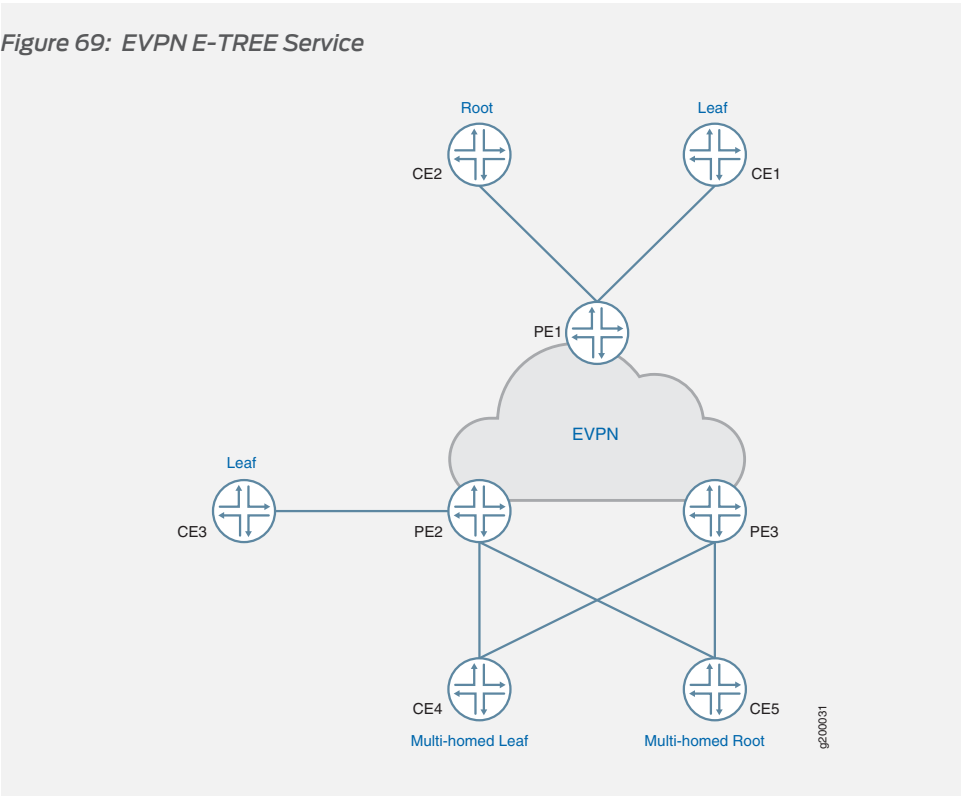 Figure 69: EVPN E-TREE Service
Root
Leaf
CE2
CE1
PE1
EVPN
Leaf
CE3
PE2
PE3
CE4
CE5
Multi-homed Leaf
Multi-homed Root
g200031